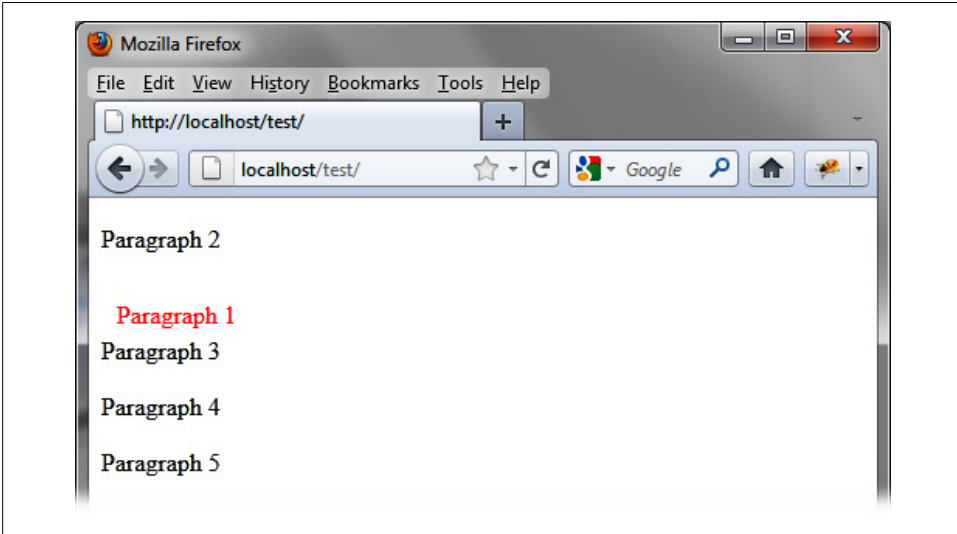 Mozilla Firefox
File Edit View History Bookmarks Tools Help
http://localhost/test/
localhost/test/ Google
Paragraph 2
Paragraph 1
Paragraph 3
Paragraph 4
Paragraph 5